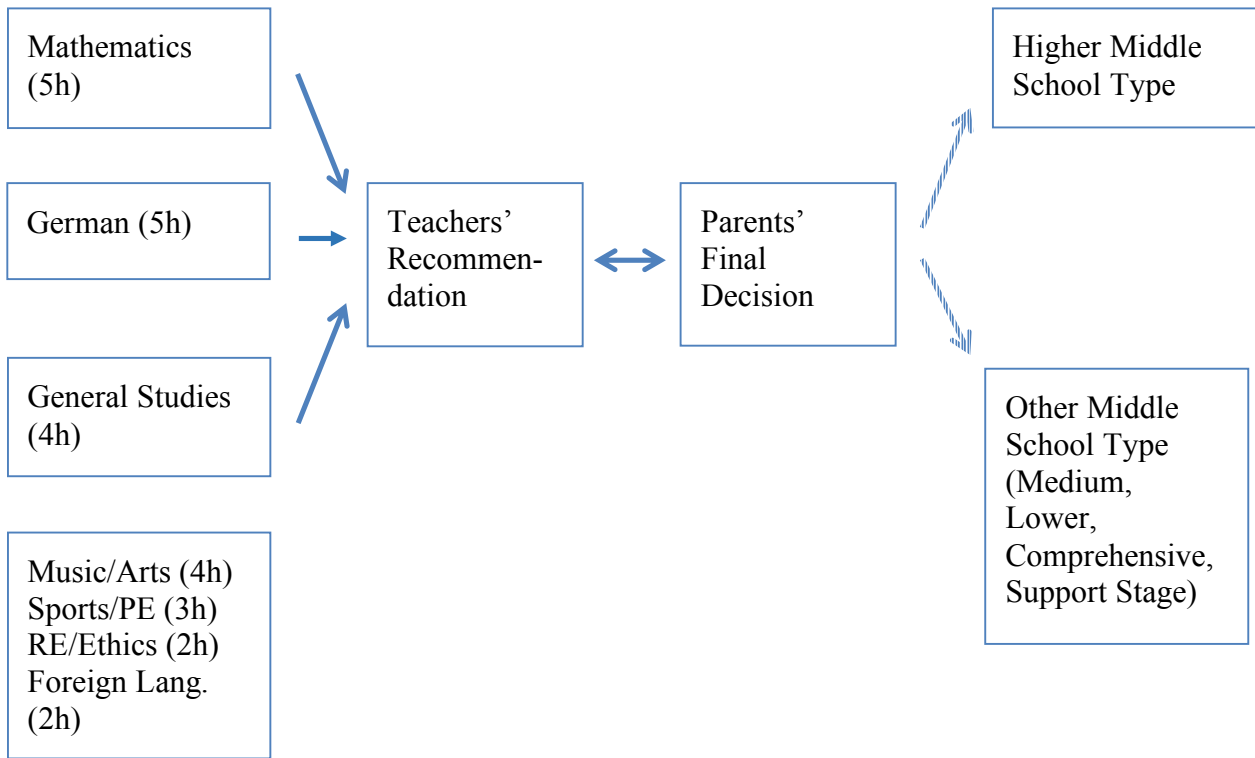 Mathematics
(5h)
German (5h)
General Studies
(4h)
Music/Arts (4h)
Sports/PE (3h)
RE/Ethics (2h)
Foreign Lang.
(2h)
Teachers’
Recommen-
dation
Parents’
Final
Decision
Higher Middle
School Type
Other Middle
School Type
(Medium,
Lower,
Comprehensive,
Support Stage)